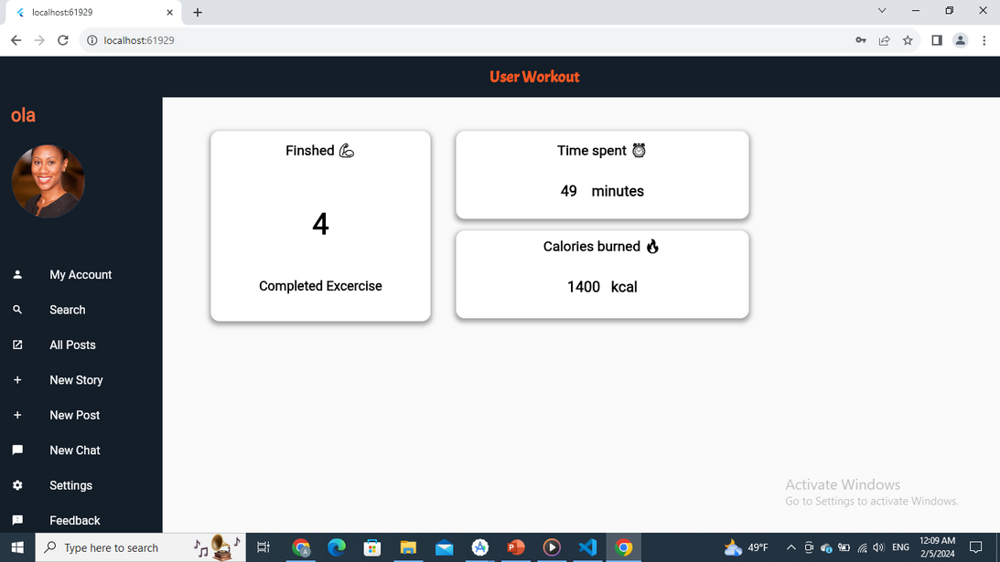 localhost:61929
localhost:61929
User Workout
ola
My Account
Search
All Posts
New Story
New Post
New Chat
Settings
Feedback
Finshed 💪
4
Completed Excercise
Time spent ⏰
49 minutes
Calories burned 🔥
1400 kcal
Activate Windows
Go to Settings to activate Windows.
Type here to search
49°F
ENG
12:09 AM
2/5/2024